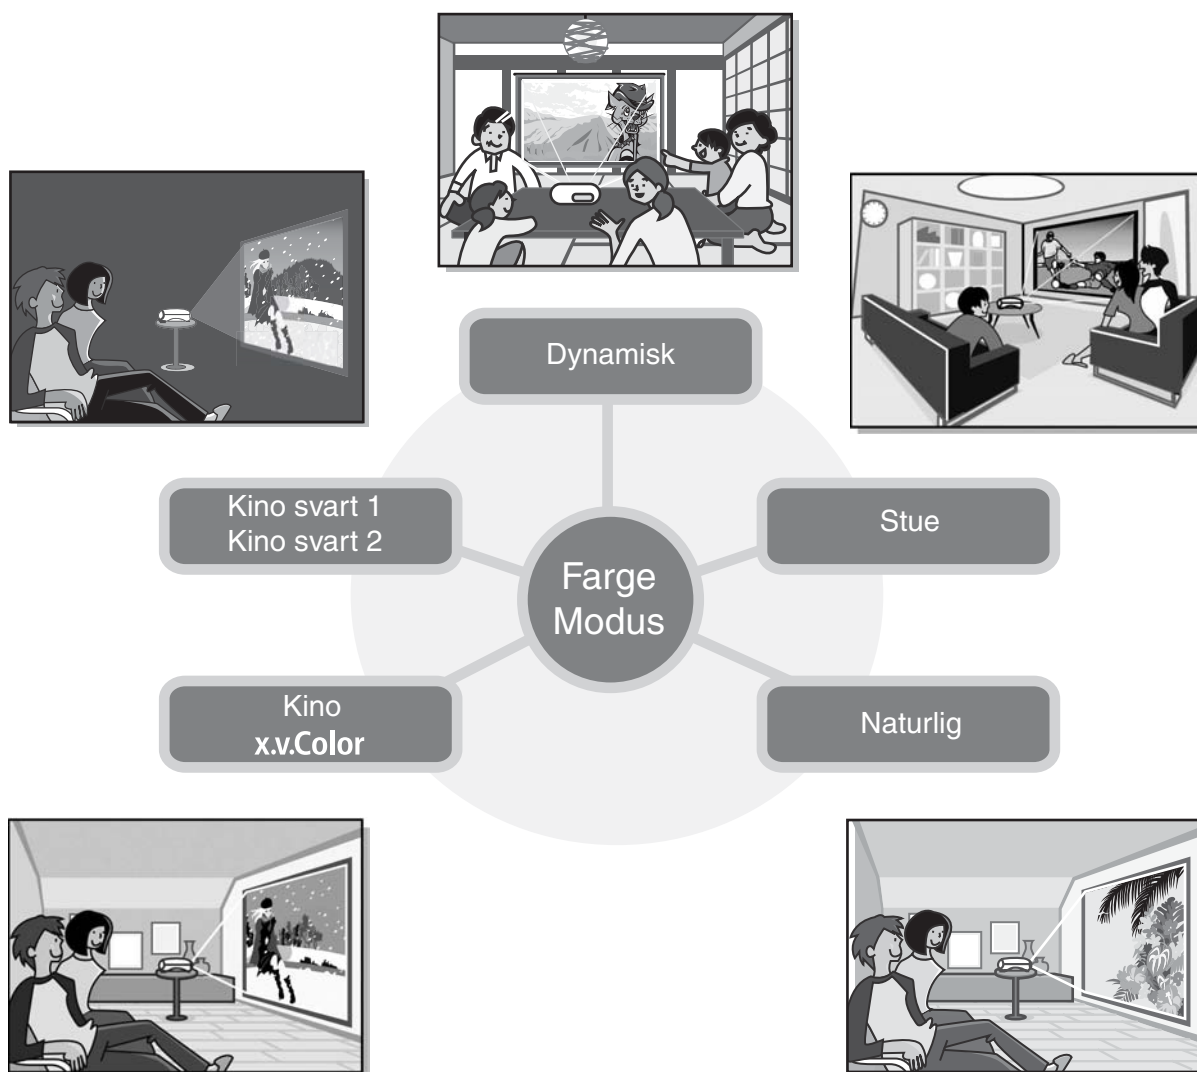 Dynamisk
Kino svart 1
Kino svart 2
Stue
Farge
Modus
Kino
x.v.Color
Naturlig